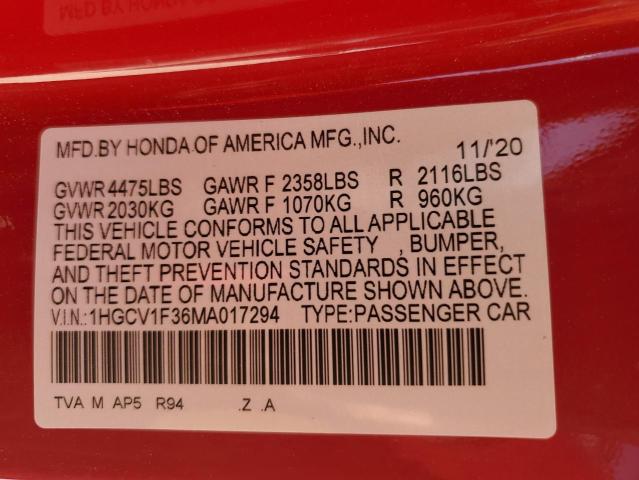 MFD.BY HONDA OF AMERICA MFG.,INC. 11/'20
GVWR 4475LBS GAWR F 2358LBS R 2116LBS
GVWR 2030KG GAWR F 1070KG R 960KG
THIS VEHICLE CONFORMS TO ALL APPLICABLE
FEDERAL MOTOR VEHICLE SAFETY , BUMPER,
AND THEFT PREVENTION STANDARDS IN EFFECT
ON THE DATE OF MANUFACTURE SHOWN ABOVE.
V.I.N.:1HGCV1F36MA017294 TYPE:PASSENGER CAR
TVA M AP5 R94 .Z .A